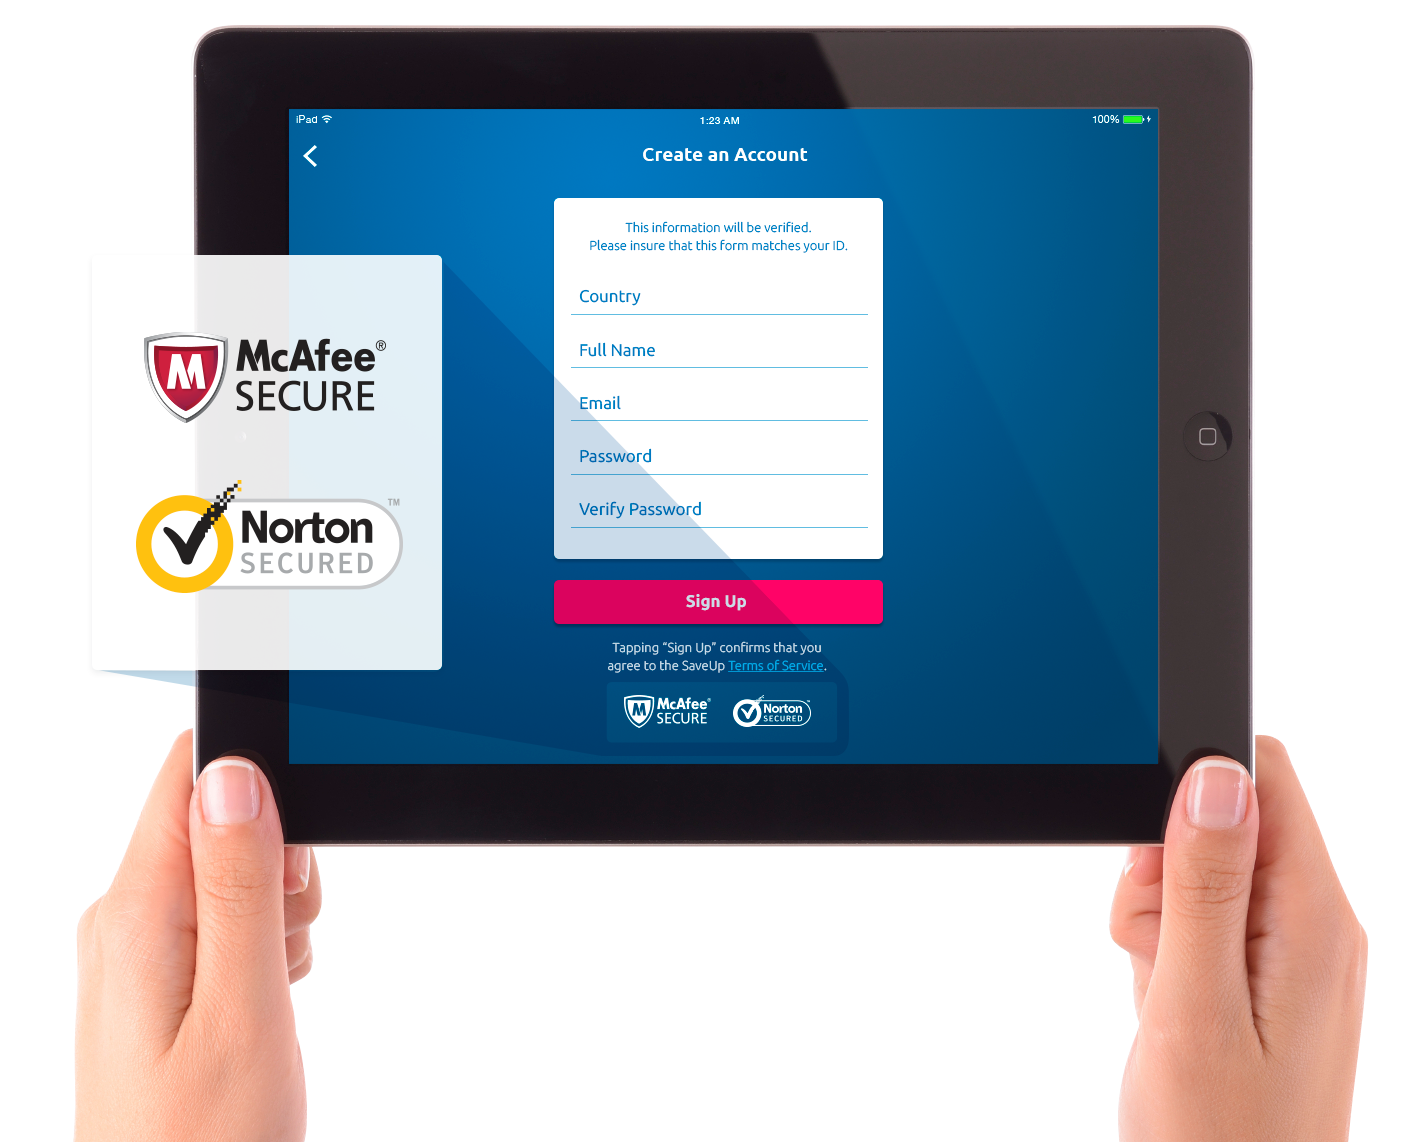 iPad
1:23 AM
100%
Create an Account
This information will be verified.
Please insure that this form matches your ID.
Country
Full Name
Email
Password
Verify Password
Sign Up
Tapping “Sign Up” confirms that you
agree to the SaveUp Terms of Service.
McAfee®
SECURE
Norton
SECURED
M McAfee®
SECURE
Norton™
SECURED